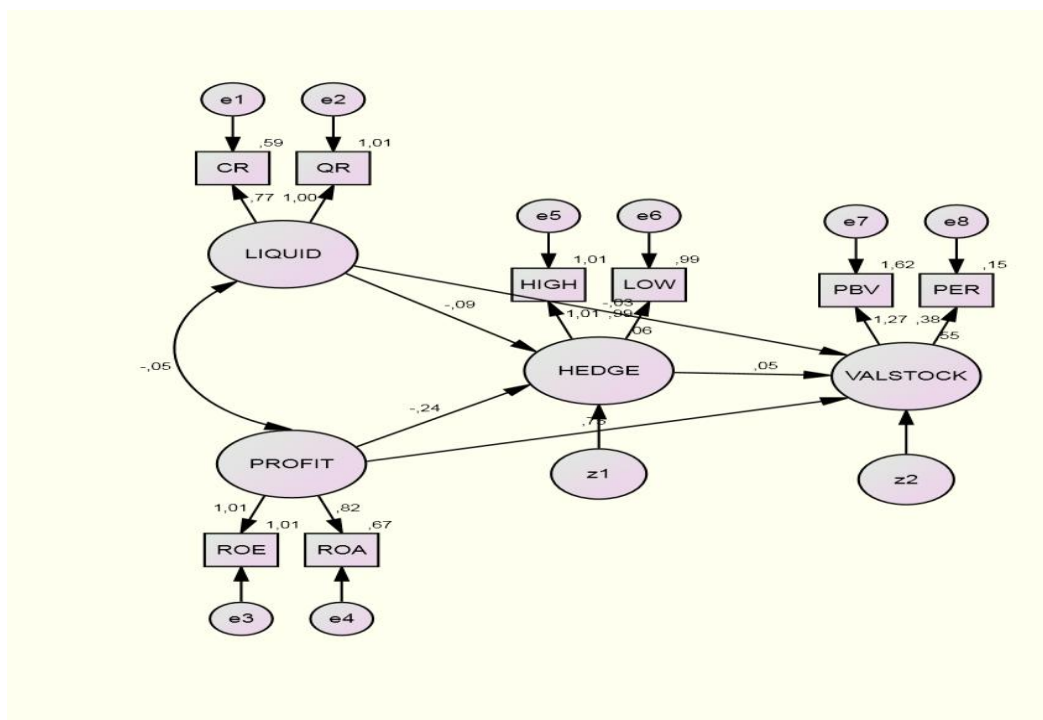 e1
e2
,59
1,01
CR
QR
,77
1,00
LIQUID
e5
e6
e7
e8
1,01
,99
1,62
,15
HIGH
LOW
PBV
PER
-,09
-,03
1,01
,99
,06
1,27
,38
,55
HEDGE
VALSTOCK
,05
-,05
-,24
PROFIT
z1
z2
1,01
,82
1,01
,67
ROE
ROA
e3
e4